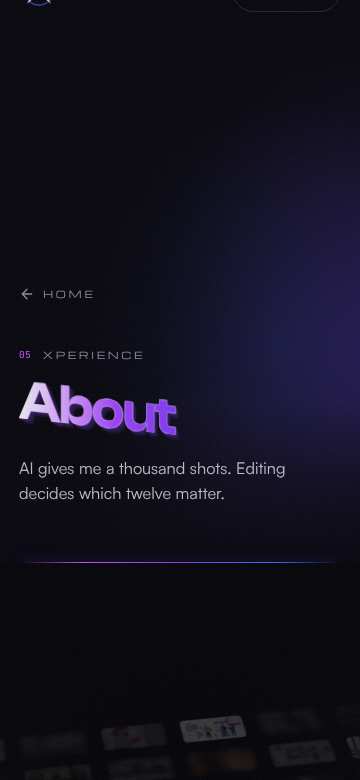 ← HOME
05 XPERIENCE
About
AI gives me a thousand shots. Editing
decides which twelve matter.